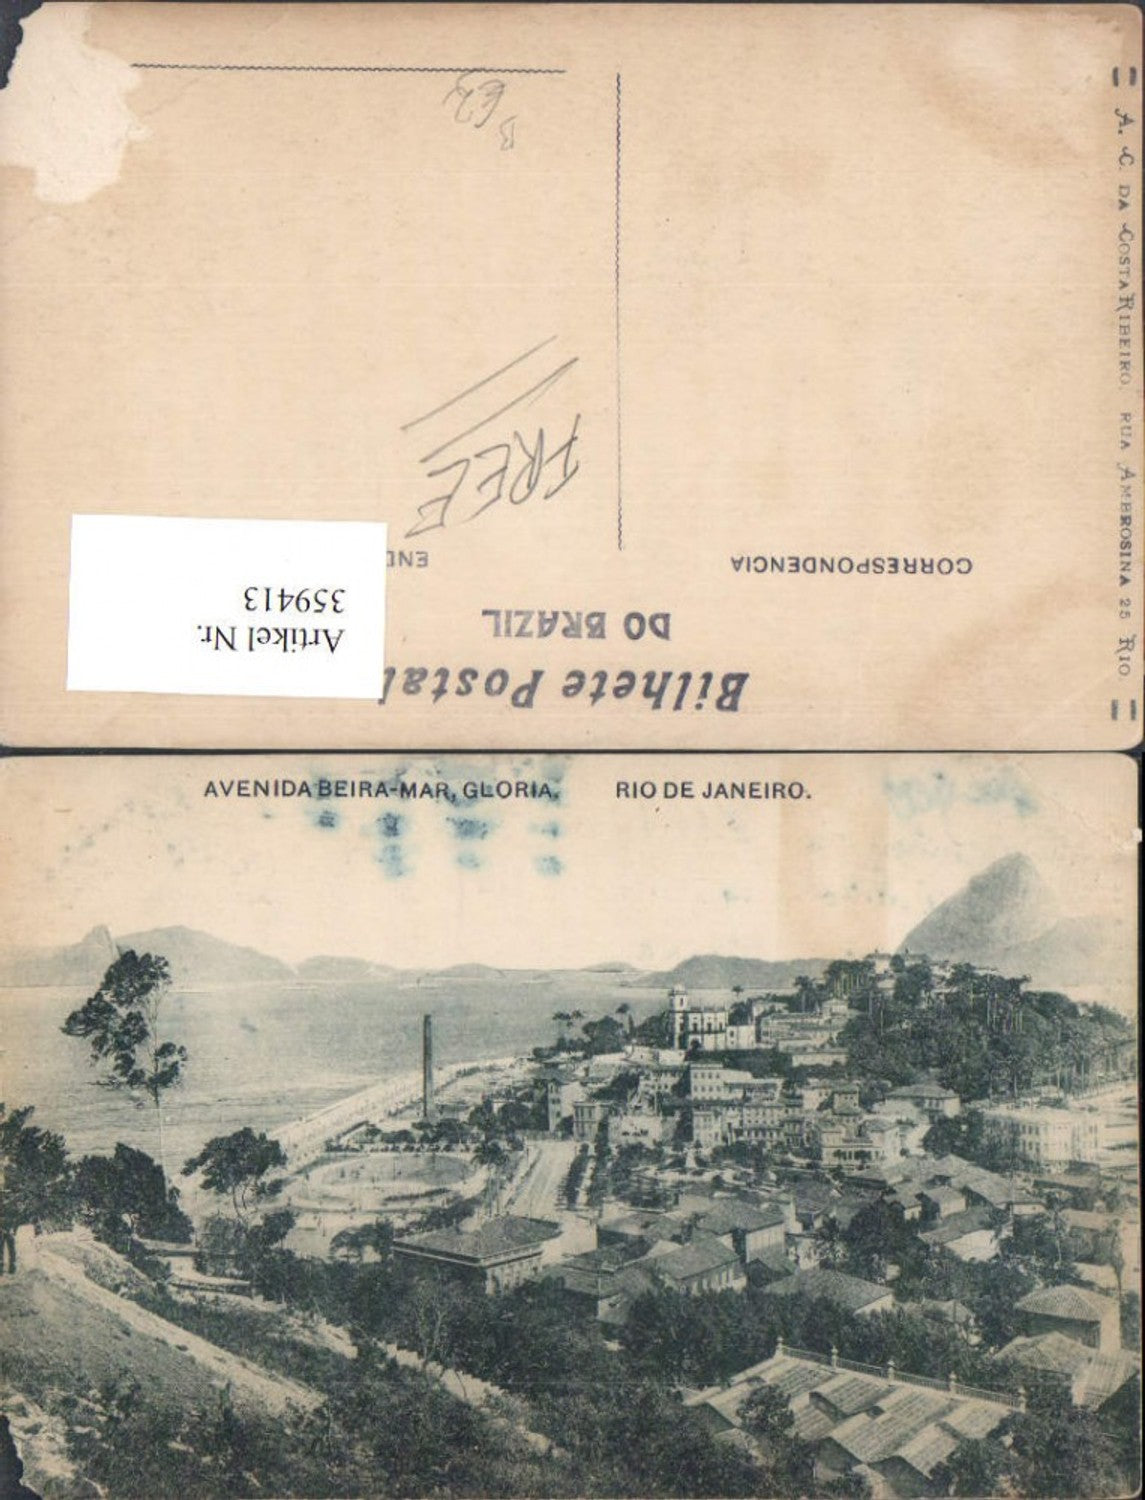 Bilhete Postal
DO BRAZIL
CORRESPONDENCIA
END
FREE
Artikel Nr.
359413
A. C. DA COSTA RIBEIRO, RUA AMBROSINA 25 RIO
AVENIDA BEIRA-MAR, GLORIA. RIO DE JANEIRO.